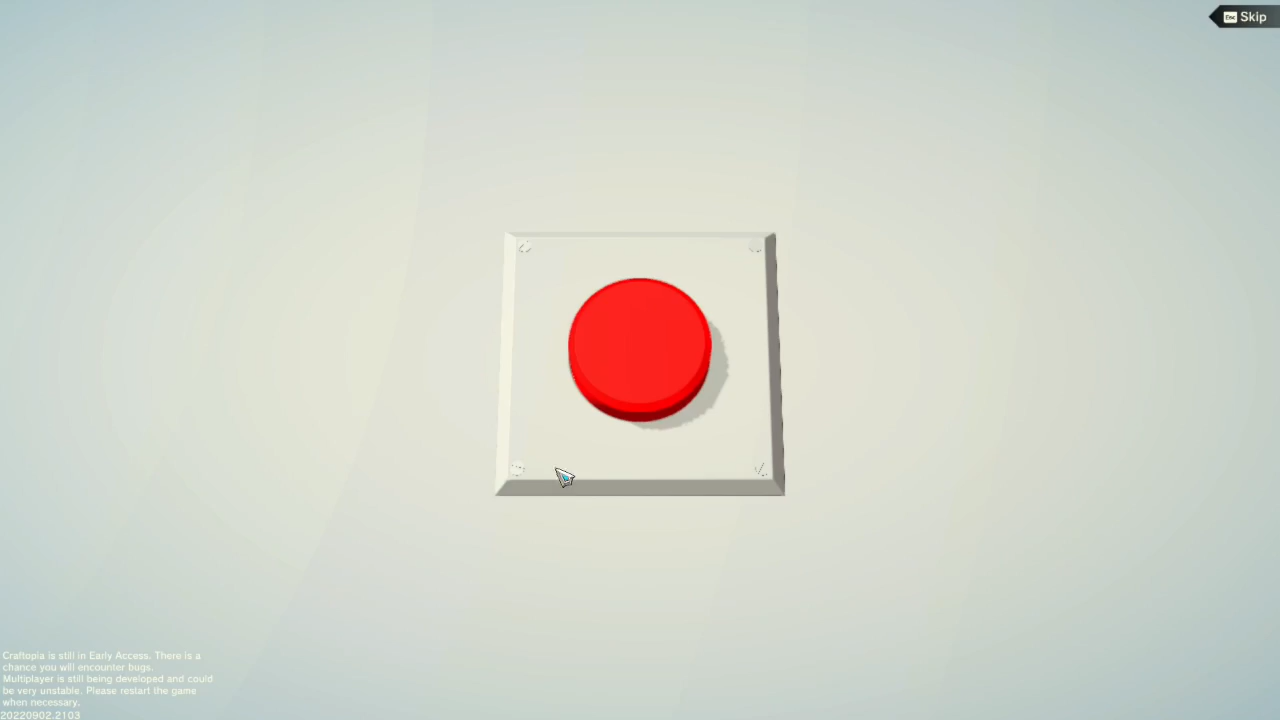 Esc Skip
Craftopia is still in Early Access. There is a
chance you will encounter bugs.
Multiplayer is still being developed and could
be very unstable. Please restart the game
when necessary.
20220902.2103